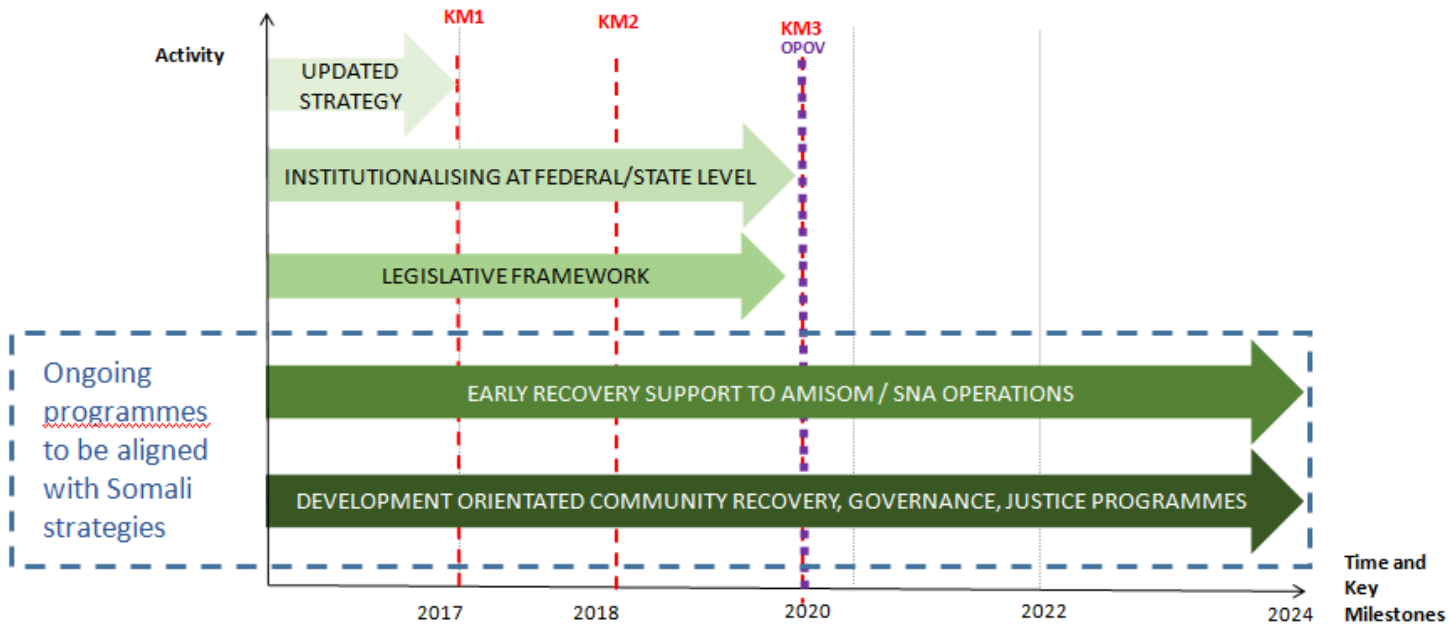 Activity
KM1
KM2
KM3
OPOV
UPDATED
STRATEGY
INSTITUTIONALISING AT FEDERAL/STATE LEVEL
LEGISLATIVE FRAMEWORK
Ongoing
programmes
to be aligned
with Somali
strategies
EARLY RECOVERY SUPPORT TO AMISOM / SNA OPERATIONS
DEVELOPMENT ORIENTATED COMMUNITY RECOVERY, GOVERNANCE, JUSTICE PROGRAMMES
2017
2018
2020
2022
2024
Time and
Key
Milestones